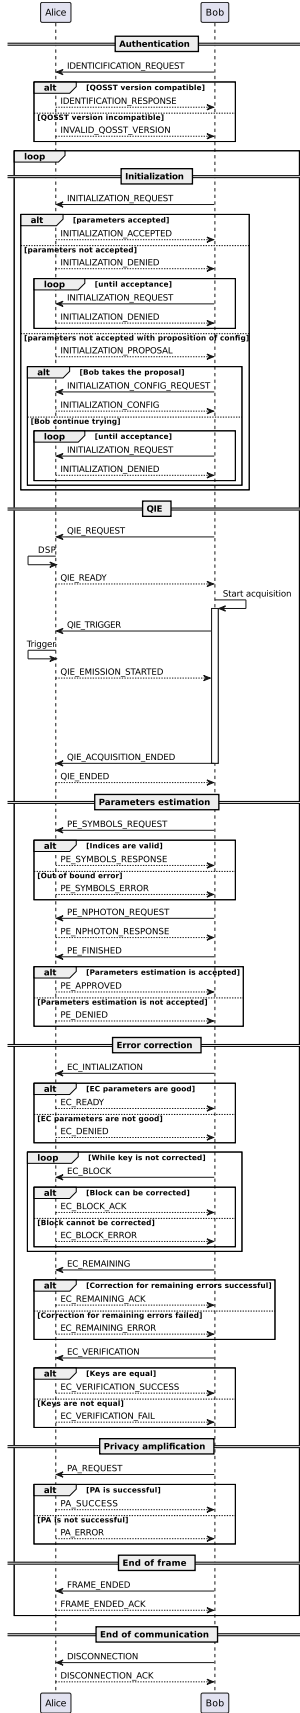 Alice Bob
Authentication
IDENTICIFICATION_REQUEST
alt [QOSST version compatible]
IDENTIFICATION_RESPONSE
[QOSST version incompatible]
INVALID_QOSST_VERSION
loop
Initialization
INITIALIZATION_REQUEST
alt [parameters accepted]
INITIALIZATION_ACCEPTED
[parameters not accepted]
INITIALIZATION_DENIED
loop [until acceptance]
INITIALIZATION_REQUEST
INITIALIZATION_DENIED
[parameters not accepted with proposition of config]
INITIALIZATION_PROPOSAL
alt [Bob takes the proposal]
INITIALIZATION_CONFIG_REQUEST
INITIALIZATION_CONFIG
[Bob continue trying]
loop [until acceptance]
INITIALIZATION_REQUEST
INITIALIZATION_DENIED
QIE
QIE_REQUEST
DSP
QIE_READY
Start acquisition
QIE_TRIGGER
Trigger
QIE_EMISSION_STARTED
QIE_ACQUISITION_ENDED
QIE_ENDED
Parameters estimation
PE_SYMBOLS_REQUEST
alt [Indices are valid]
PE_SYMBOLS_RESPONSE
[Out of bound error]
PE_SYMBOLS_ERROR
PE_NPHOTON_REQUEST
PE_NPHOTON_RESPONSE
PE_FINISHED
alt [Parameters estimation is accepted]
PE_APPROVED
[Parameters estimation is not accepted]
PE_DENIED
Error correction
EC_INTIALIZATION
alt [EC parameters are good]
EC_READY
[EC parameters are not good]
EC_DENIED
loop [While key is not corrected]
EC_BLOCK
alt [Block can be corrected]
EC_BLOCK_ACK
[Block cannot be corrected]
EC_BLOCK_ERROR
EC_REMAINING
alt [Correction for remaining errors successful]
EC_REMAINING_ACK
[Correction for remaining errors failed]
EC_REMAINING_ERROR
EC_VERIFICATION
alt [Keys are equal]
EC_VERIFICATION_SUCCESS
[Keys are not equal]
EC_VERIFICATION_FAIL
Privacy amplification
PA_REQUEST
alt [PA is successful]
PA_SUCCESS
[PA is not successful]
PA_ERROR
End of frame
FRAME_ENDED
FRAME_ENDED_ACK
End of communication
DISCONNECTION
DISCONNECTION_ACK
Alice Bob